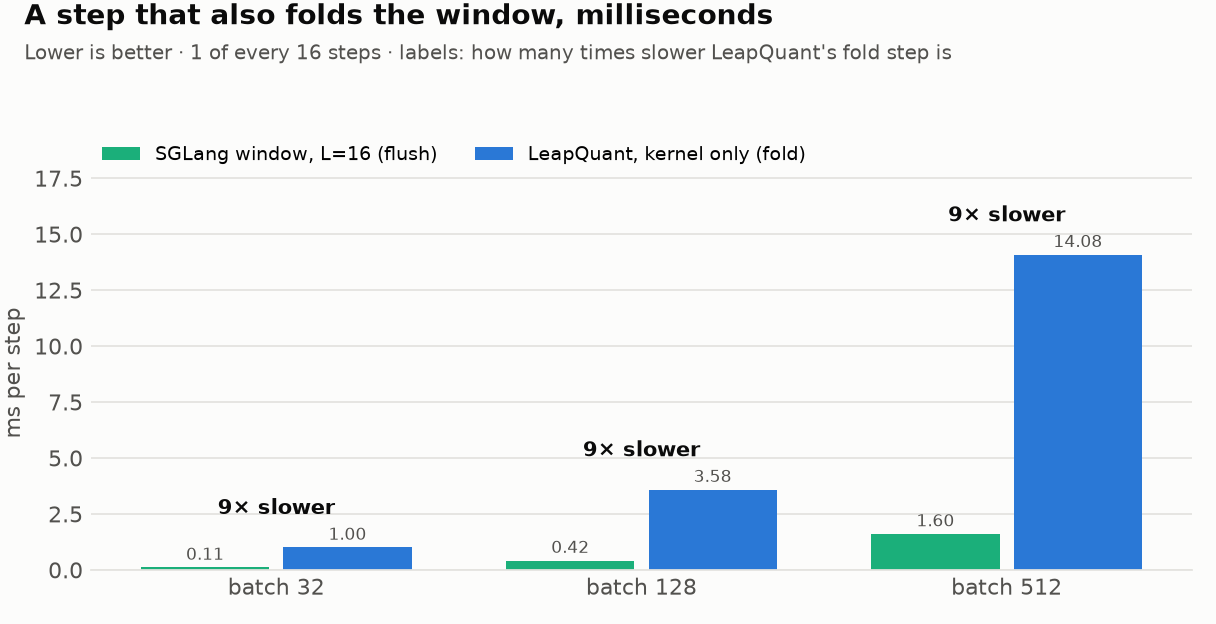 A step that also folds the window, milliseconds
Lower is better · 1 of every 16 steps · labels: how many times slower LeapQuant's fold step is
SGLang window, L=16 (flush)
LeapQuant, kernel only (fold)
17.5
15.0
12.5
10.0
7.5
5.0
2.5
0.0
ms per step
9× slower
0.11
1.00
9× slower
0.42
3.58
9× slower
1.60
14.08
batch 32
batch 128
batch 512